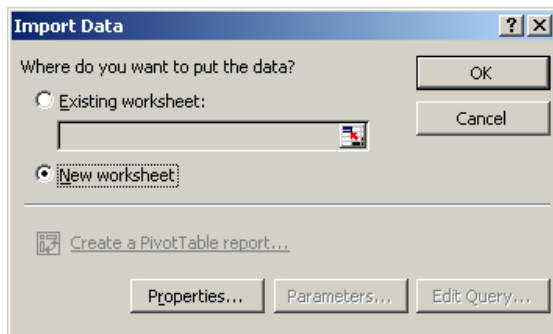 Import Data
Where do you want to put the data?
OK
Existing worksheet:
Cancel
New worksheet
Create a PivotTable report...
Properties...
Parameters...
Edit Query...